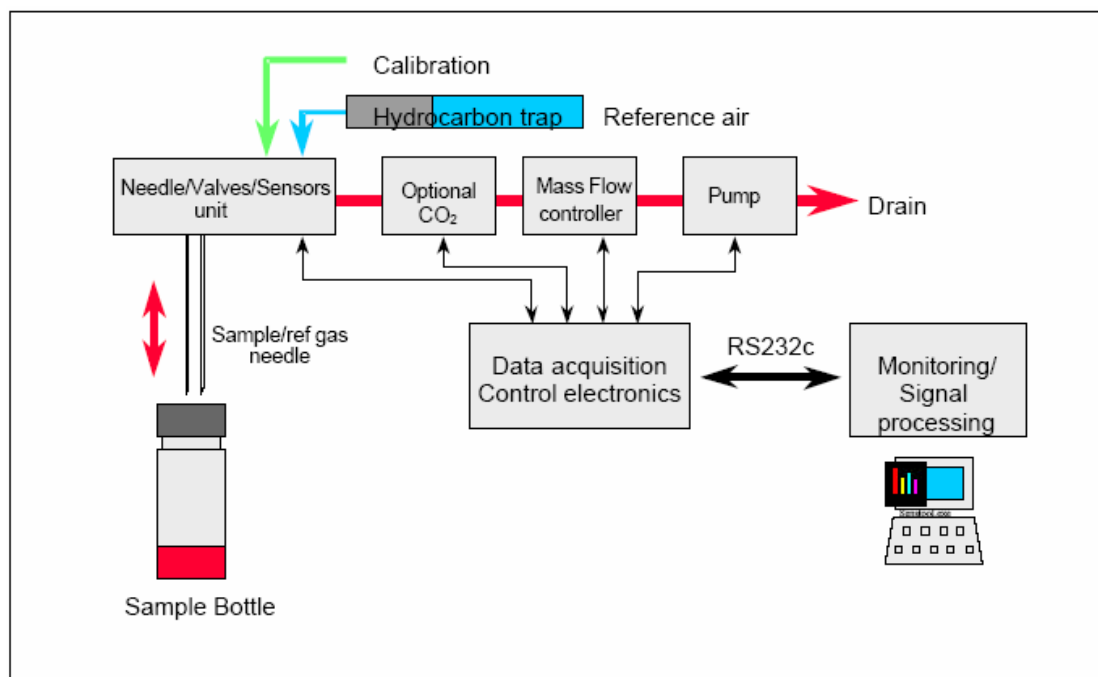 Calibration
Hydrocarbon trap
Reference air
Needle/Valves/Sensors
unit
Optional
CO₂
Mass Flow
controller
Pump
Drain
Sample/ref gas
needle
Data acquisition
Control electronics
RS232c
Monitoring/
Signal
processing
Sample Bottle